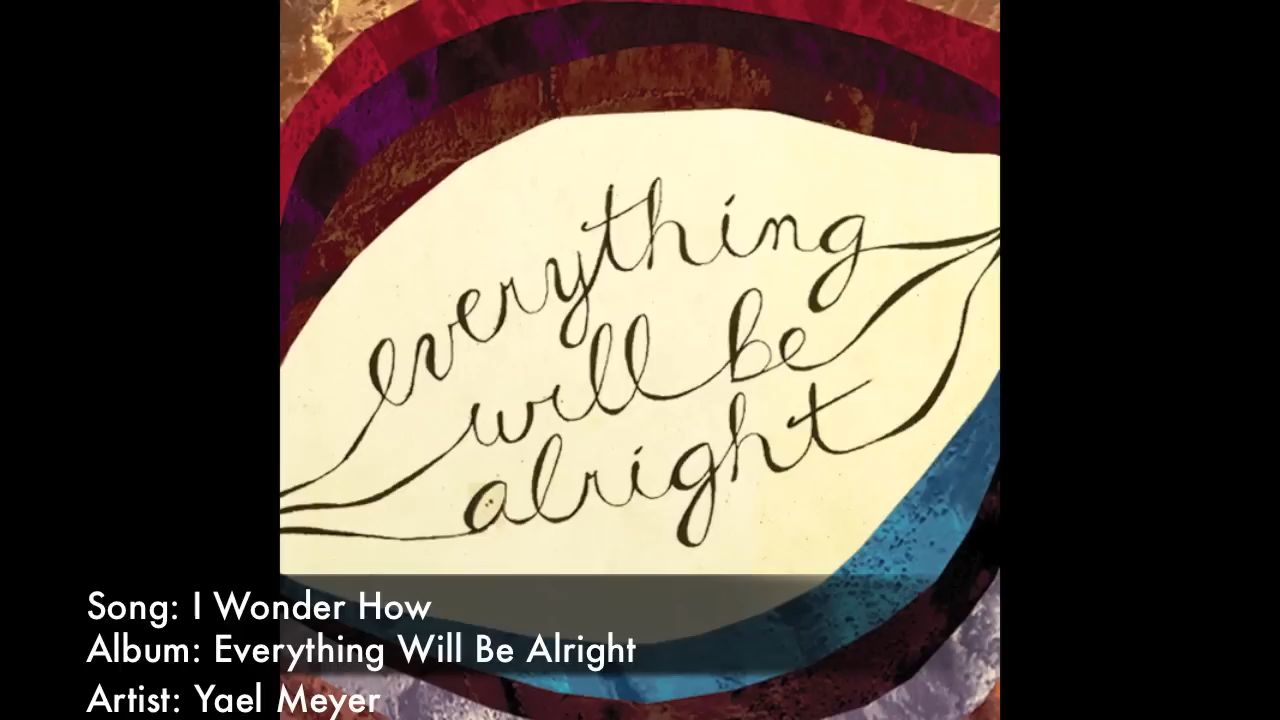 everything
will be
alright
Song: I Wonder How
Album: Everything Will Be Alright
Artist: Yael Meyer